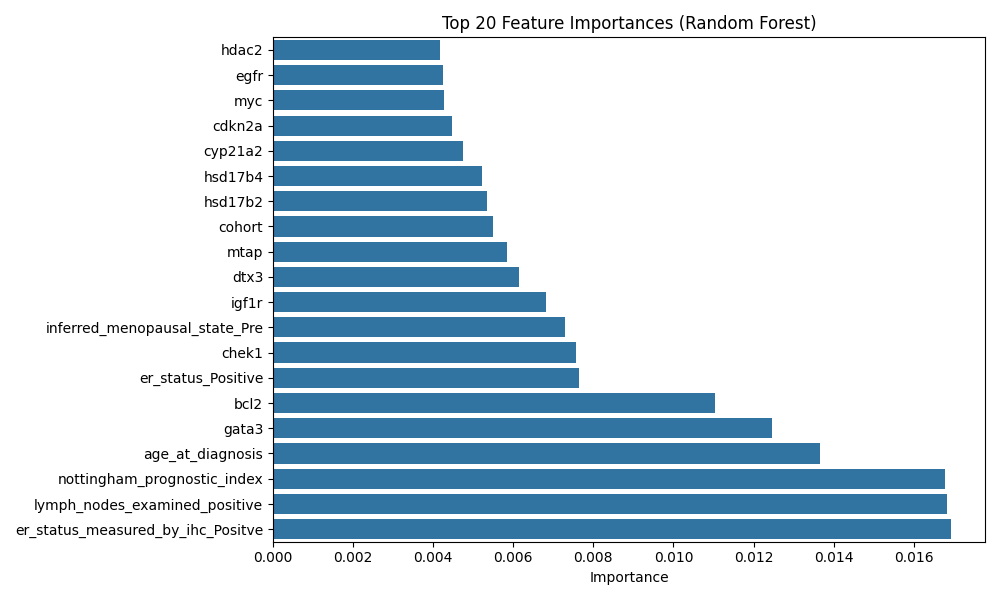 Top 20 Feature Importances (Random Forest)
hdac2
egfr
myc
cdkn2a
cyp21a2
hsd17b4
hsd17b2
cohort
mtap
dtx3
igf1r
inferred_menopausal_state_Pre
chek1
er_status_Positive
bcl2
gata3
age_at_diagnosis
nottingham_prognostic_index
lymph_nodes_examined_positive
er_status_measured_by_ihc_Positve
0.000 0.002 0.004 0.006 0.008 0.010 0.012 0.014 0.016
Importance